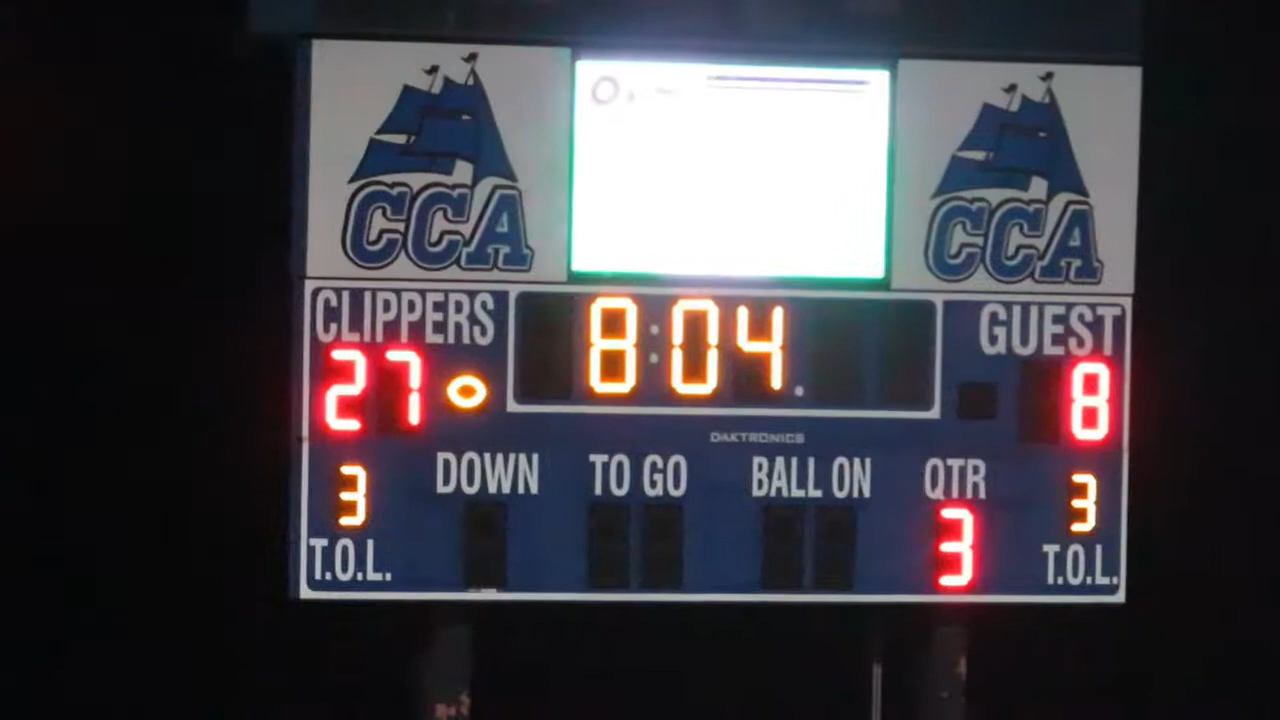 CCA CCA
CLIPPERS 8:04 GUEST
27 8
DAKTRONICS
DOWN TO GO BALL ON QTR
3 3 3
T.O.L. T.O.L.